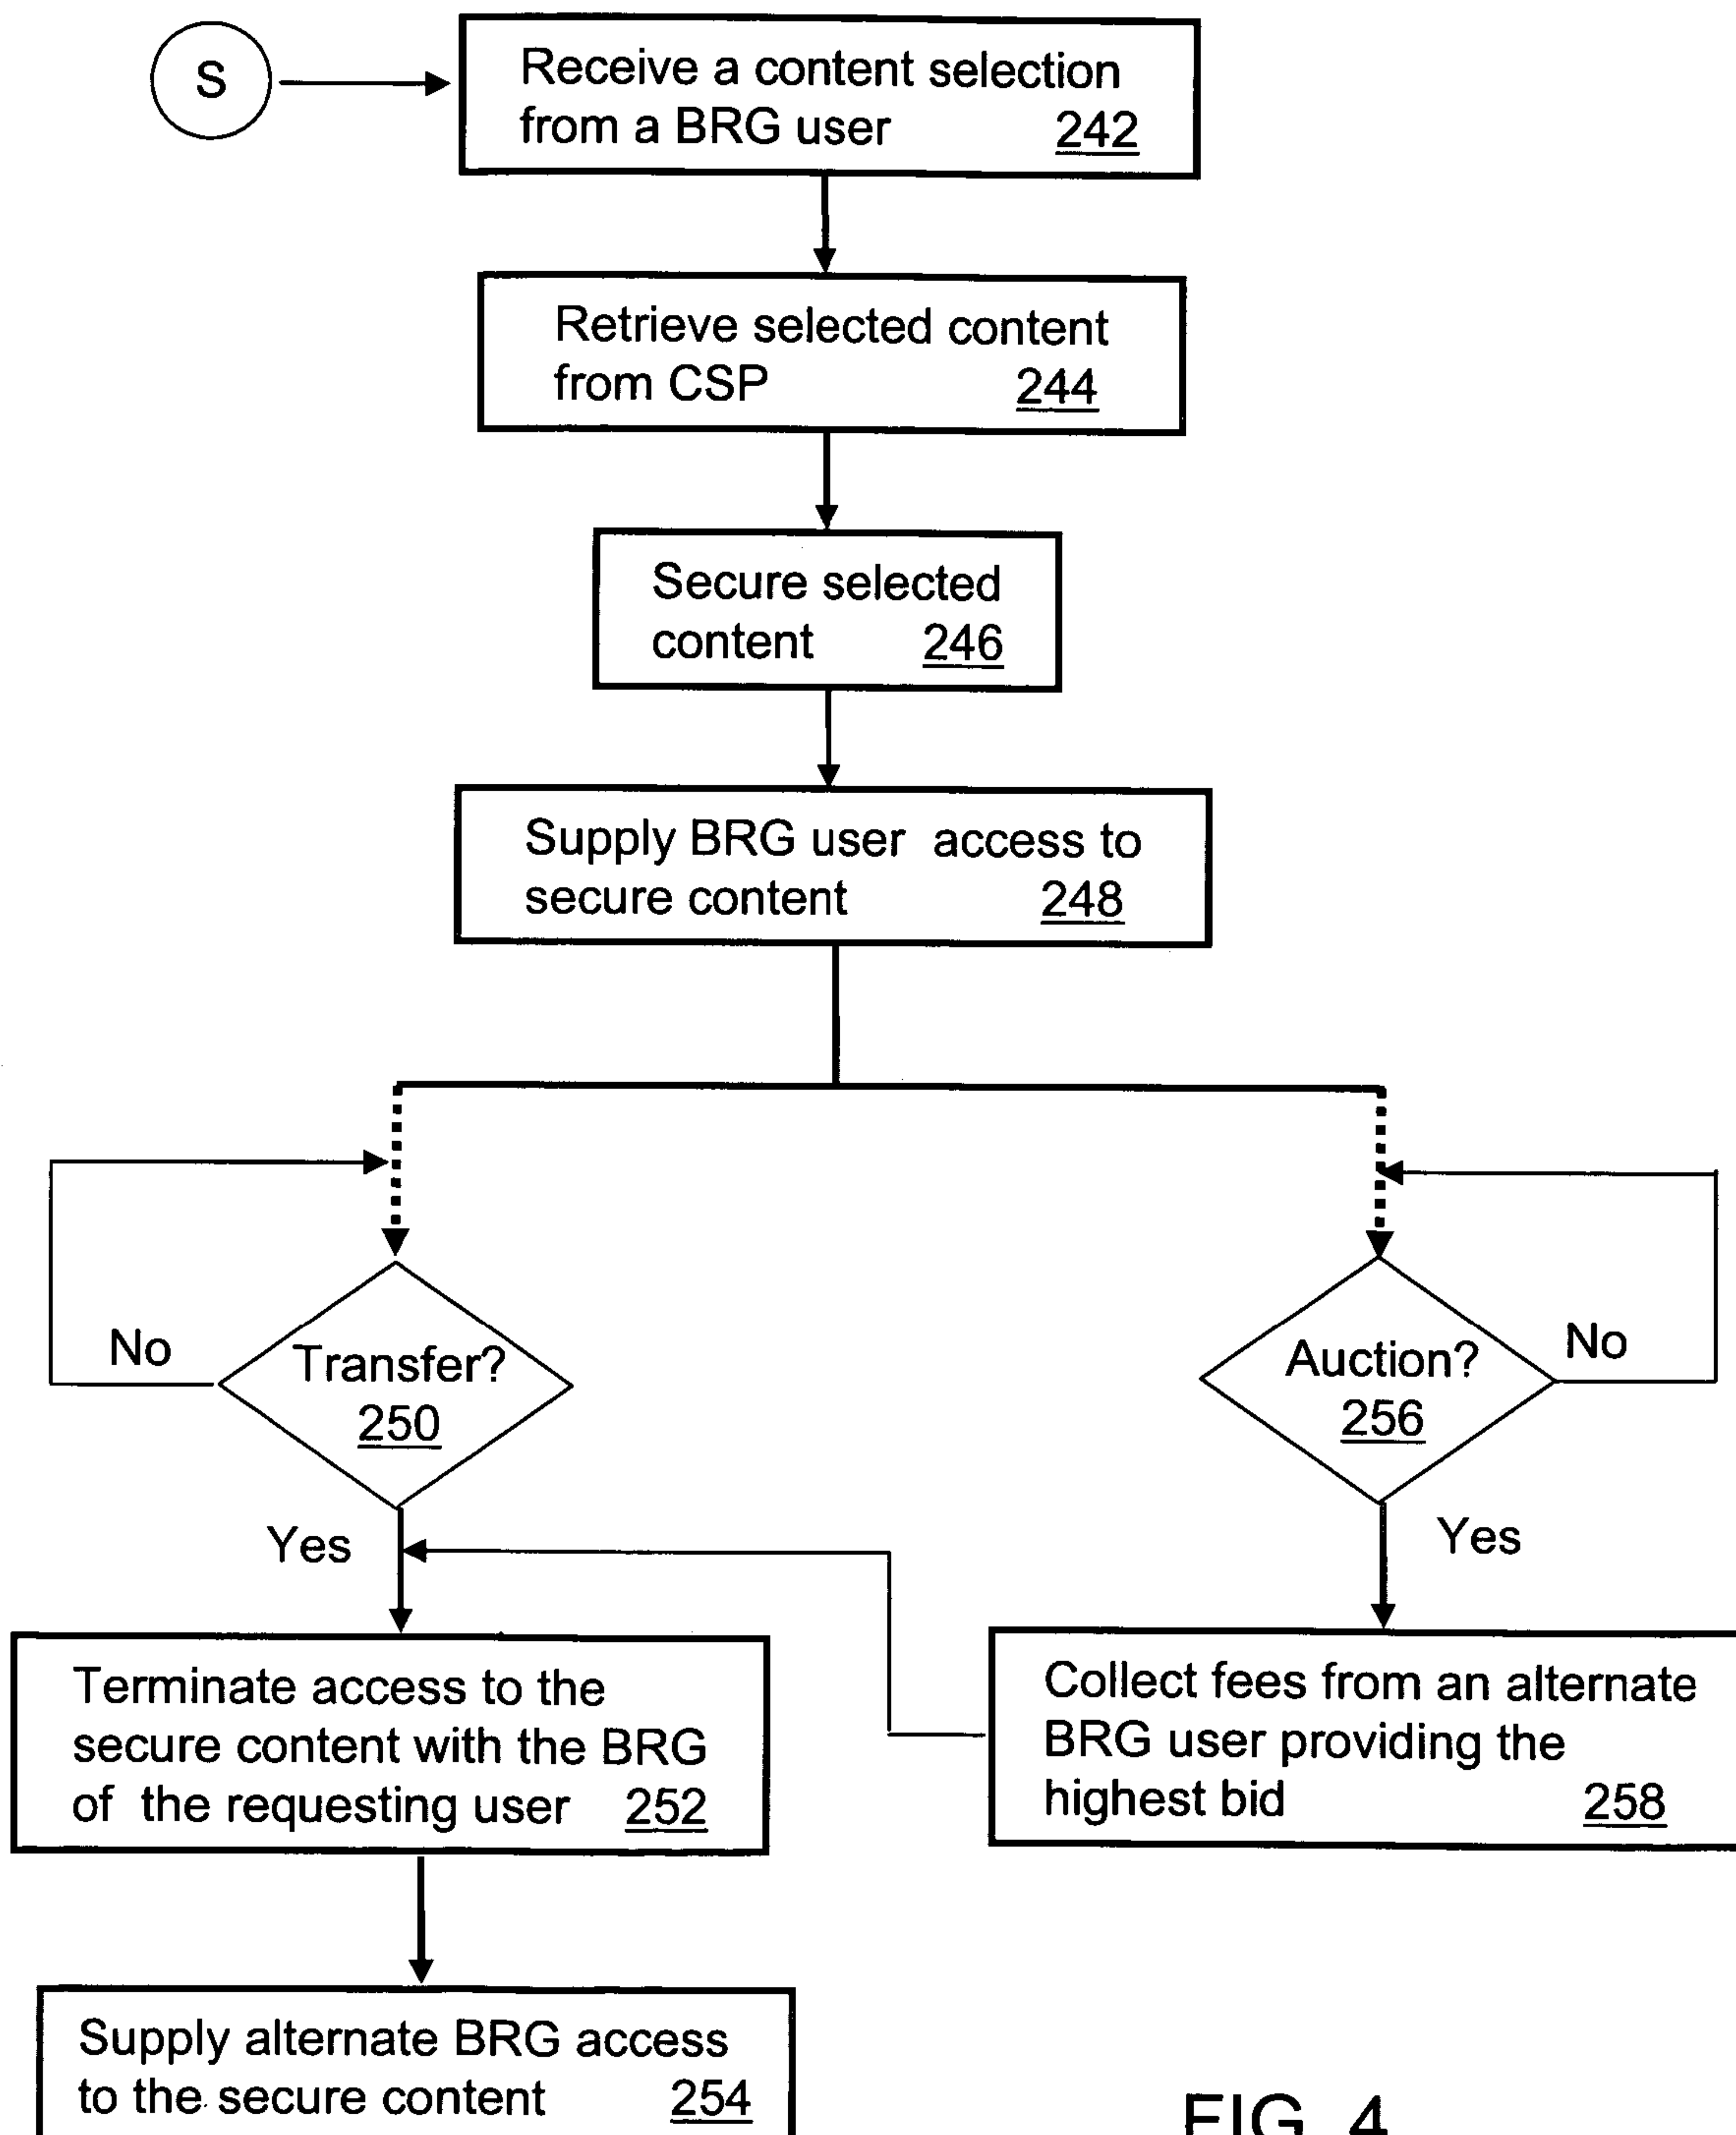 S
Receive a content selection
from a BRG user 242
Retrieve selected content
from CSP 244
Secure selected
content 246
Supply BRG user access to
secure content 248
No
Transfer?
250
Yes
Auction?
256
No
Yes
Terminate access to the
secure content with the BRG
of the requesting user 252
Collect fees from an alternate
BRG user providing the
highest bid 258
Supply alternate BRG access
to the secure content 254
FIG. 4